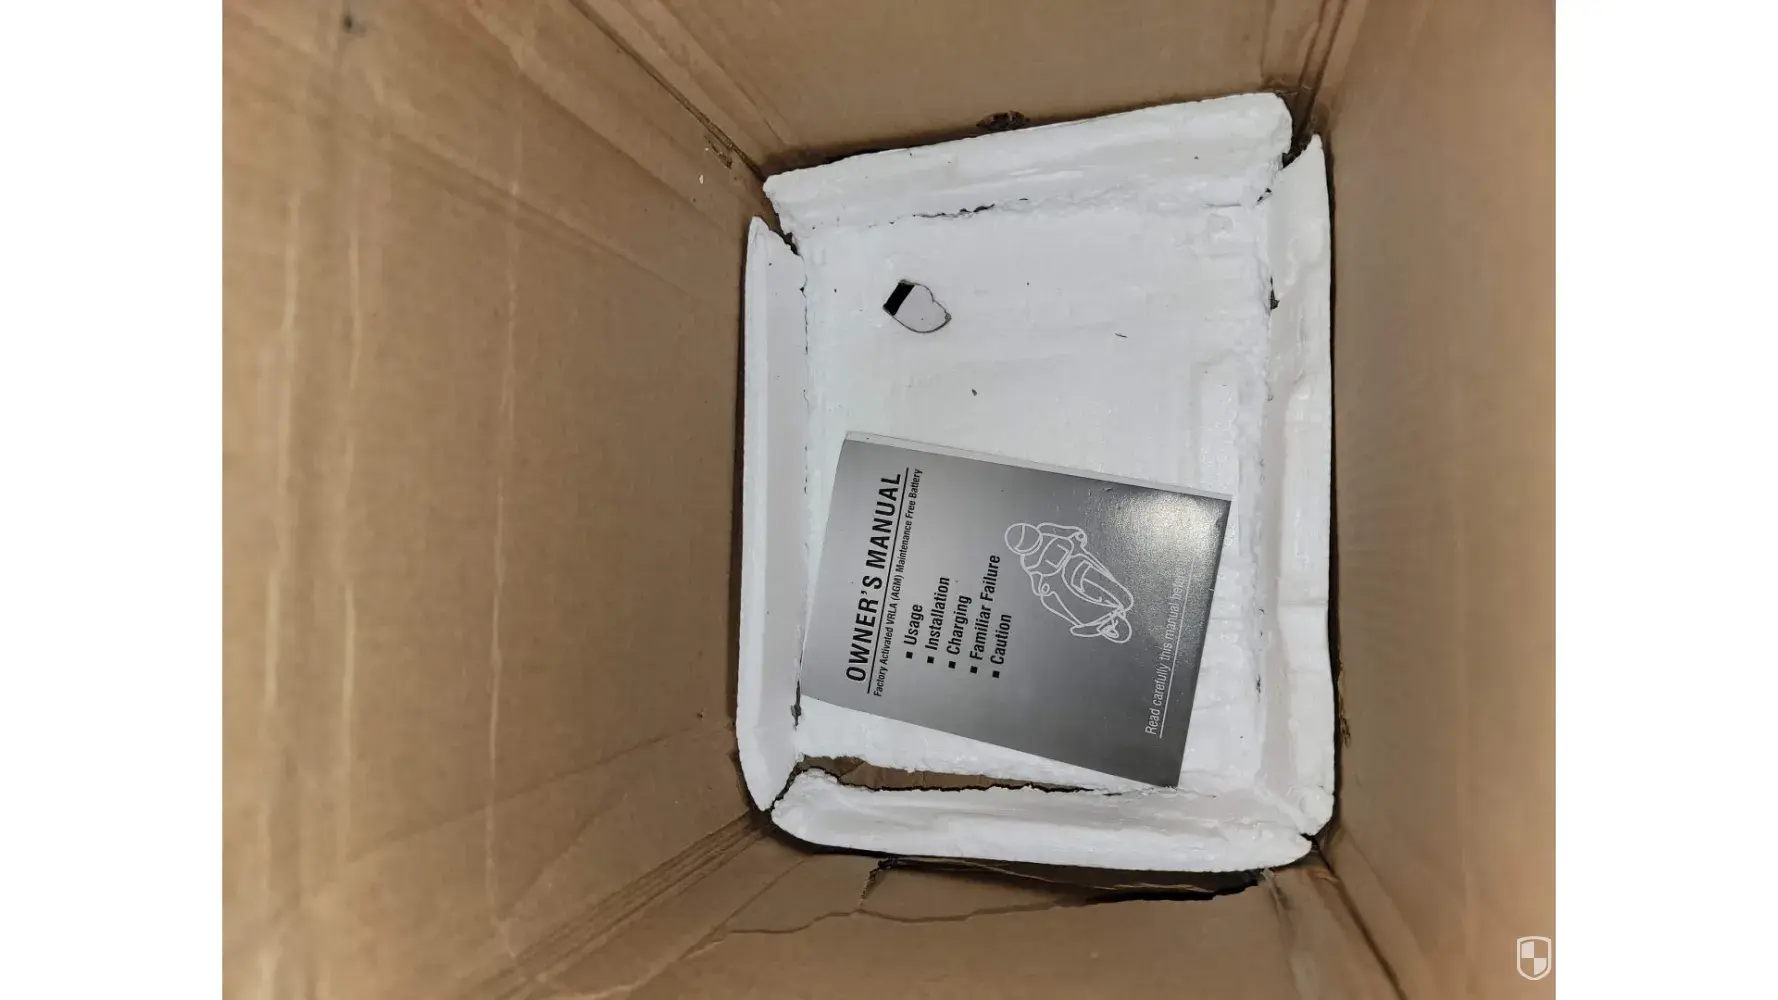 OWNER'S MANUAL
Factory Activated VRLA (AGM) Maintenance Free Battery
▪ Usage
▪ Installation
▪ Charging
▪ Familiar Failure
▪ Caution
Read carefully this manual before